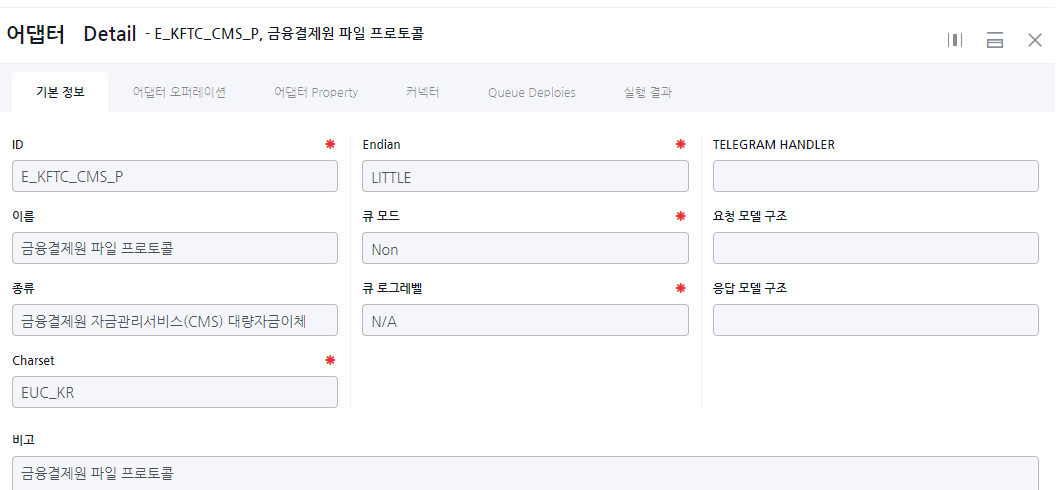 어댑터 Detail - E_KFTC_CMS_P, 금융결제원 파일 프로토콜
기본 정보 어댑터 오퍼레이션 어댑터 Property 커넥터 Queue Deploies 실행 결과
ID *
E_KFTC_CMS_P
이름
금융결제원 파일 프로토콜
종류
금융결제원 자금관리서비스(CMS) 대량자금이체
Charset *
EUC_KR
Endian *
LITTLE
큐 모드 *
Non
큐 로그레벨 *
N/A
TELEGRAM HANDLER
요청 모델 구조
응답 모델 구조
비고
금융결제원 파일 프로토콜